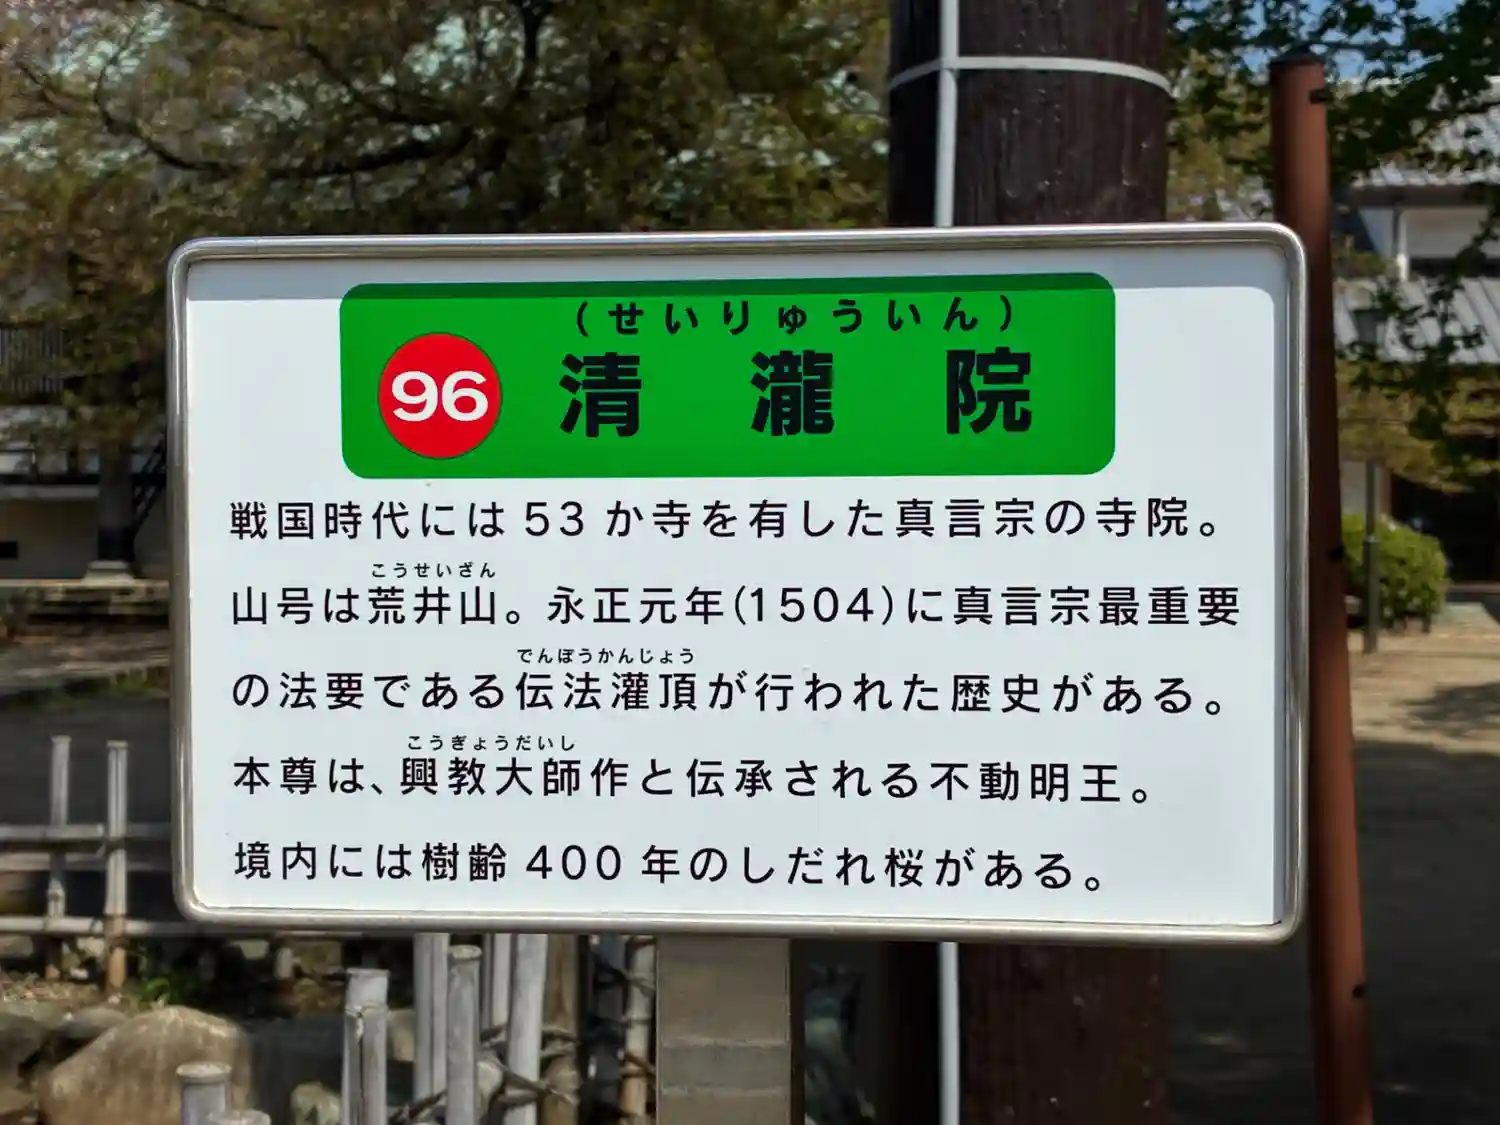 (せいりゅういん)
96 清瀧院
戦国時代には53か寺を有した真言宗の寺院。
こうせいざん
山号は荒井山。永正元年(1504)に真言宗最重要
でんぽうかんじょう
の法要である伝法灌頂が行われた歴史がある。
こうぎょうだいし
本尊は、興教大師作と伝承される不動明王。
境内には樹齢400年のしだれ桜がある。